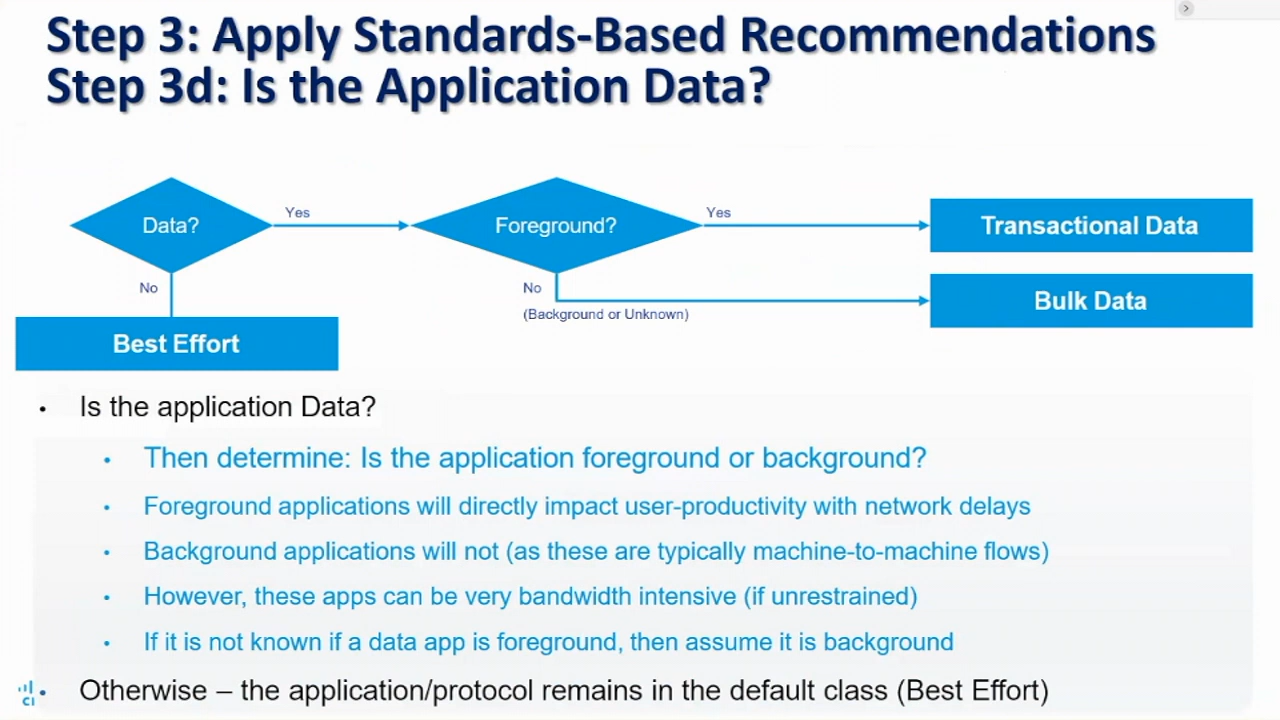 Step 3: Apply Standards-Based Recommendations
Step 3d: Is the Application Data?
Data?
Yes
Foreground?
Yes
Transactional Data
No
No
(Background or Unknown)
Bulk Data
Best Effort
• Is the application Data?
• Then determine: Is the application foreground or background?
• Foreground applications will directly impact user-productivity with network delays
• Background applications will not (as these are typically machine-to-machine flows)
• However, these apps can be very bandwidth intensive (if unrestrained)
• If it is not known if a data app is foreground, then assume it is background
• Otherwise – the application/protocol remains in the default class (Best Effort)
CI